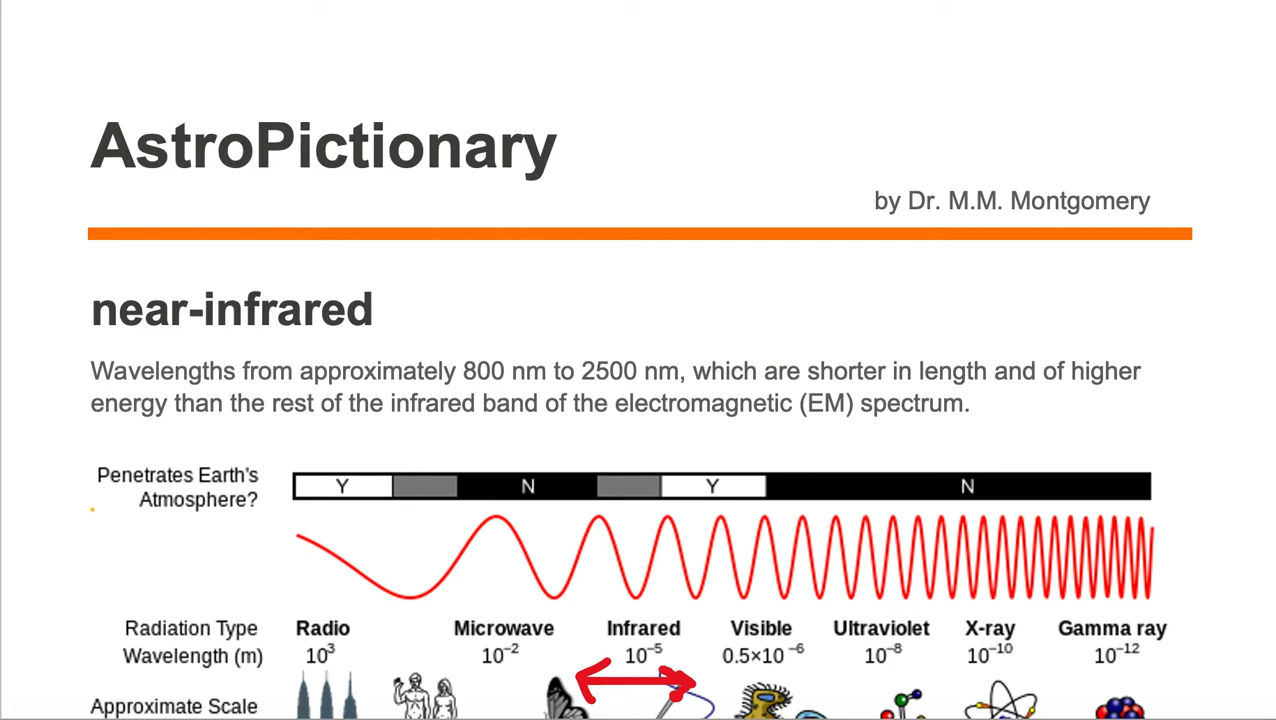 AstroPictionary
by Dr. M.M. Montgomery
near-infrared
Wavelengths from approximately 800 nm to 2500 nm, which are shorter in length and of higher
energy than the rest of the infrared band of the electromagnetic (EM) spectrum.
Penetrates Earth's
Atmosphere?
Y N Y N
Radiation Type Radio Microwave Infrared Visible Ultraviolet X-ray Gamma ray
Wavelength (m) 10³ 10⁻² 10⁻⁵ 0.5×10⁻⁶ 10⁻⁸ 10⁻¹⁰ 10⁻¹²
Approximate Scale